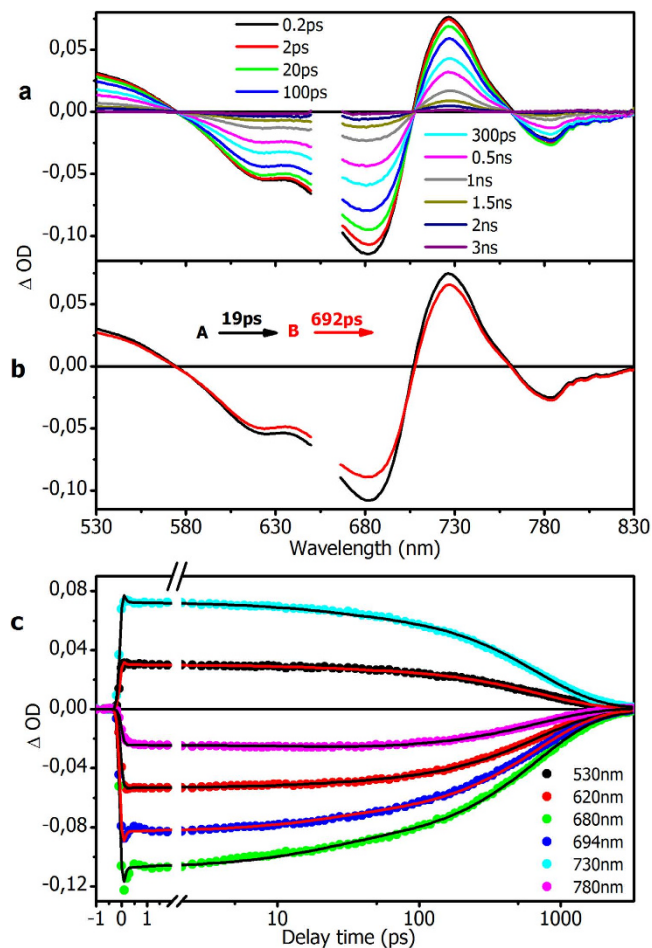 a
0.2ps
2ps
20ps
100ps
300ps
0.5ns
1ns
1.5ns
2ns
3ns
0,05
0,00
-0,05
-0,10
Δ OD
b
A 19ps B 692ps
0,05
0,00
-0,05
-0,10
530 580 630 680 730 780 830
Wavelength (nm)
c
0,08
0,04
0,00
-0,04
-0,08
-0,12
Δ OD
530nm
620nm
680nm
694nm
730nm
780nm
-1 0 1 10 100 1000
Delay time (ps)